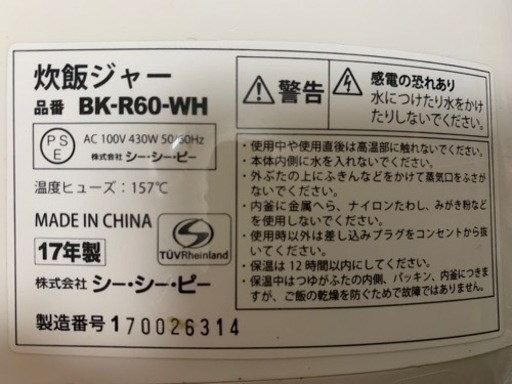 炊飯ジャー
品番 BK-R60-WH
PSE
AC 100V 430W 50/60Hz
株式会社 シー・シー・ピー
温度ヒューズ：157℃
MADE IN CHINA
17年製
TÜVRheinland
株式会社 シー・シー・ピー
製造番号 170026314
警告
感電の恐れあり
水につけたり水をかけ
たりしないでください。
・使用中や使用直後は高温部に触れないでください。
・本体内側に水を入れないでください。
・外ぶたの上にふきんなどをかけて蒸気口をふさが
ないでください。
・内釜に金属へら、ナイロンたわし、みがき粉など
を使用しないでください。
・使用時以外は差し込みプラグをコンセントから抜
いてください。
・保温は12時間以内にしてください。
・保温中はつゆがふたの内側、パッキン、内釜につきま
すが、ご飯の乾燥を防ぐためで故障ではありません。